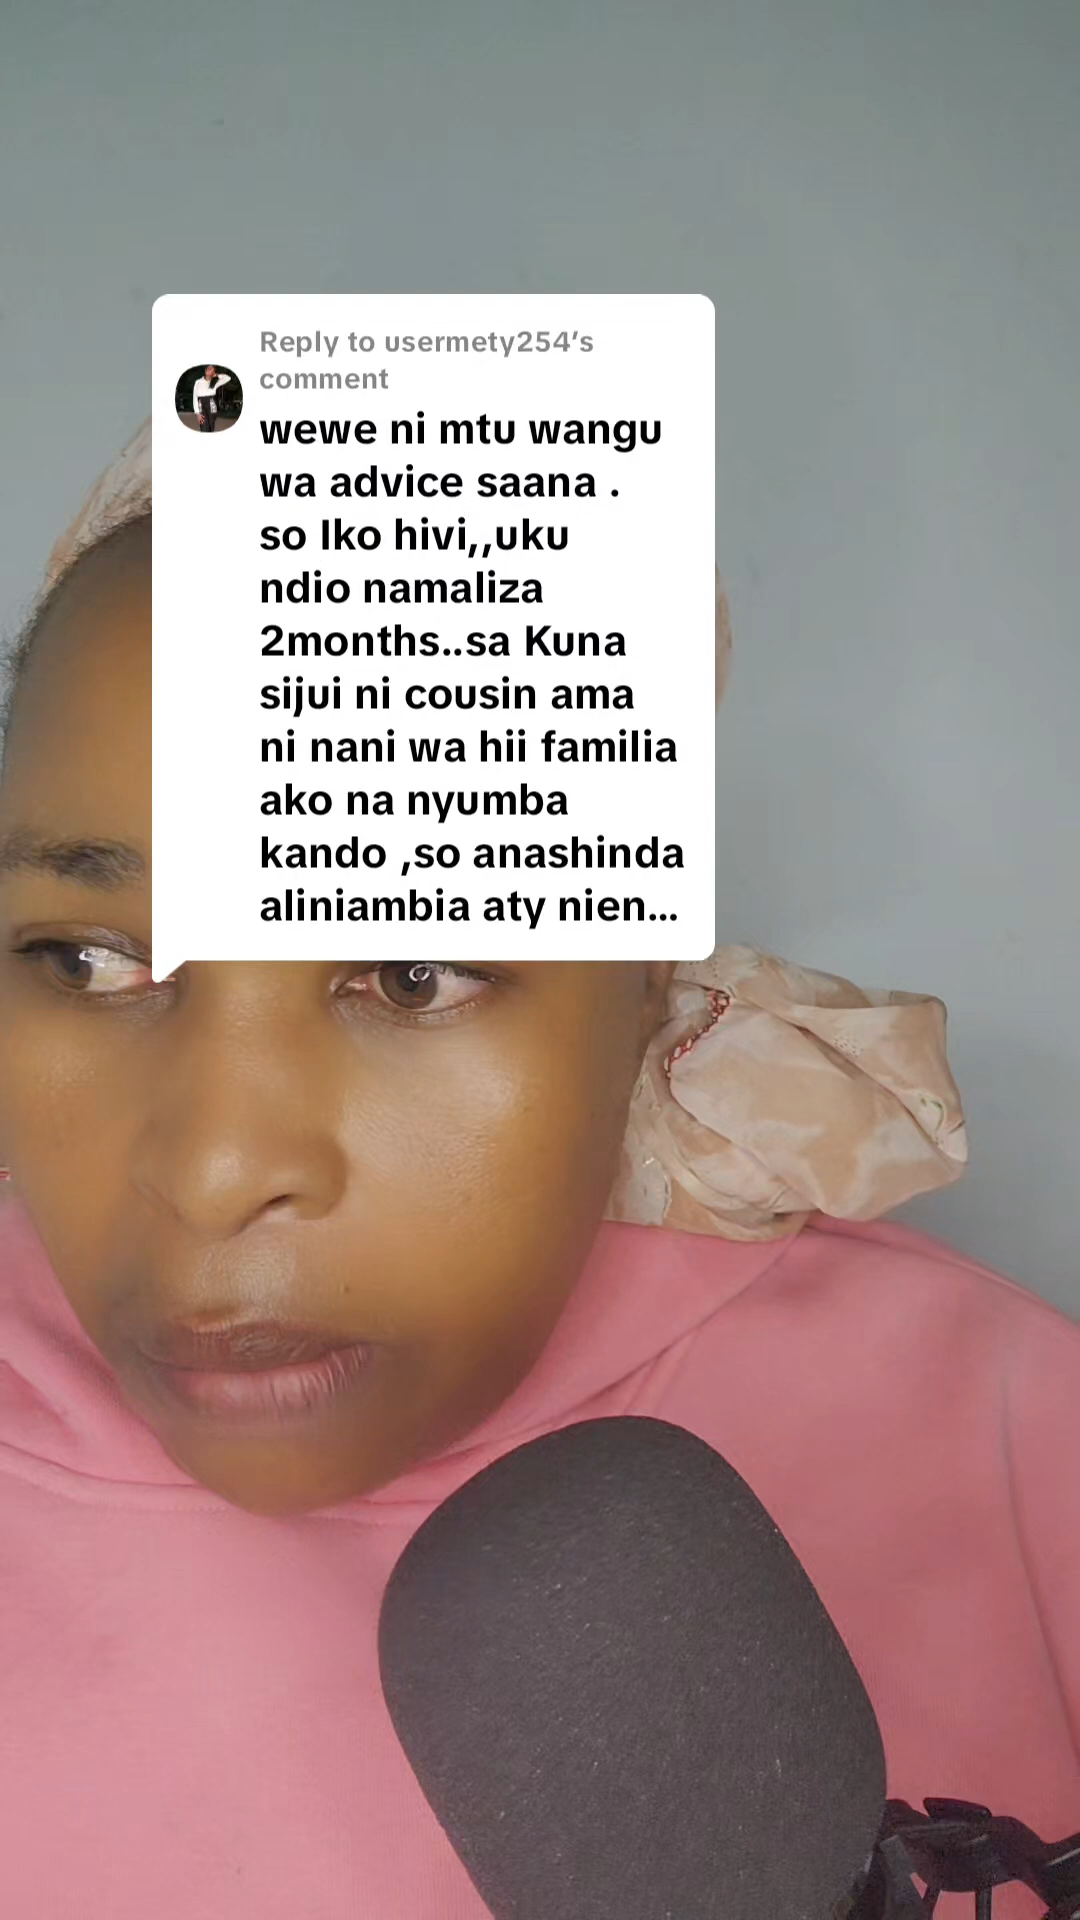 Reply to usermety254's
comment
wewe ni mtu wangu
wa advice saana .
so Iko hivi,,uku
ndio namaliza
2months..sa Kuna
sijui ni cousin ama
ni nani wa hii familia
ako na nyumba
kando ,so anashinda
aliniambia aty nien...